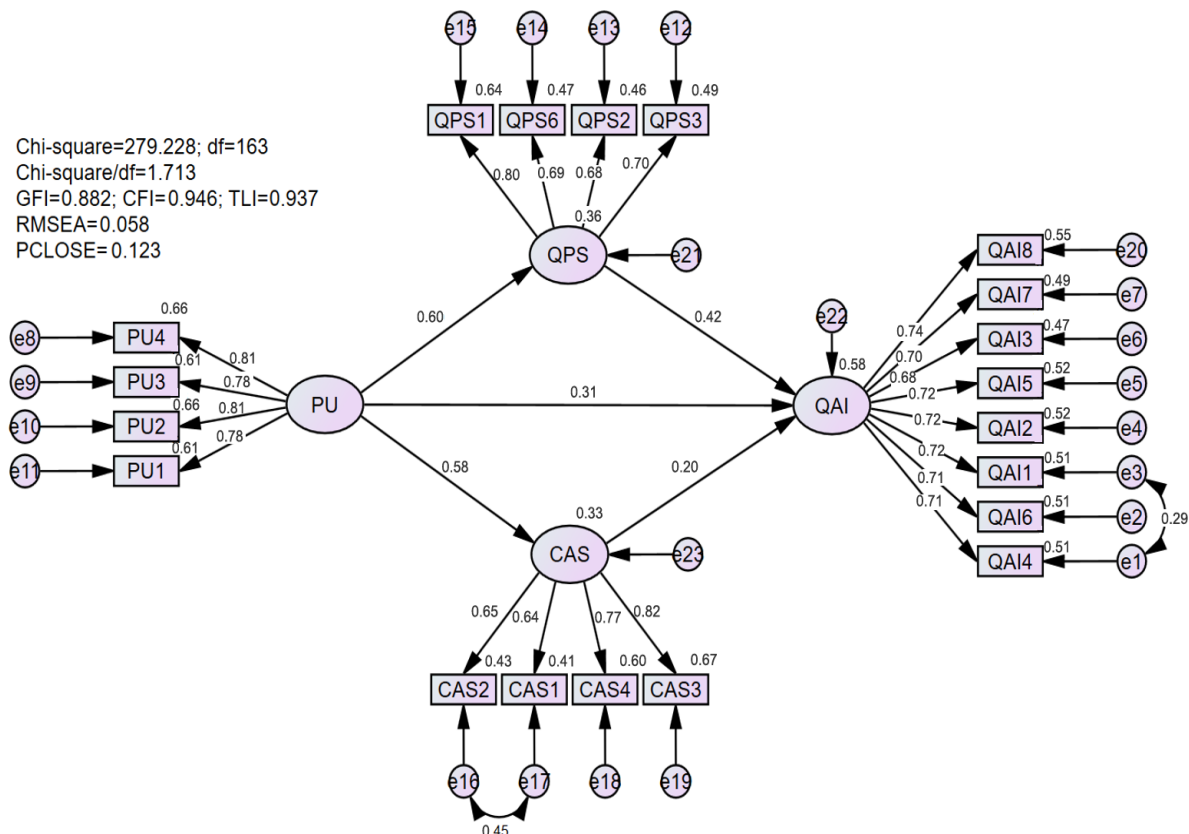 e15 e14 e13 e12
0.64 0.47 0.46 0.49
QPS1 QPS6 QPS2 QPS3
Chi-square=279.228; df=163
Chi-square/df=1.713
GFI=0.882; CFI=0.946; TLI=0.937
RMSEA=0.058
PCLOSE= 0.123
0.80 0.69 0.68 0.70
0.36
QPS e21
0.60 0.42
e8 PU4 0.66 0.81
e9 PU3 0.61 0.78
e10 PU2 0.66 0.81
e11 PU1 0.61 0.78
PU 0.31 QAI
e22 0.58
0.74 QAI8 0.55 e20
0.70 QAI7 0.49 e7
0.68 QAI3 0.47 e6
0.72 QAI5 0.52 e5
0.72 QAI2 0.52 e4
0.72 QAI1 0.51 e3
0.71 QAI6 0.51 e2
0.71 QAI4 0.51 e1
0.29
0.58 0.20
0.33
CAS e23
0.65 0.64 0.77 0.82
0.43 0.41 0.60 0.67
CAS2 CAS1 CAS4 CAS3
e16 e17 e18 e19
0.45